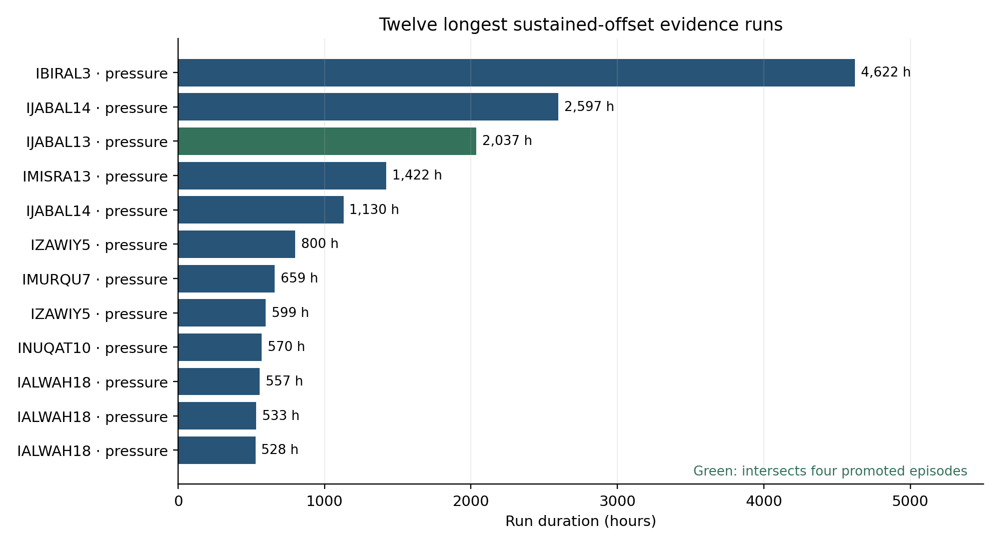 Twelve longest sustained-offset evidence runs
IBIRAL3 · pressure 4,622 h
IJABAL14 · pressure 2,597 h
IJABAL13 · pressure 2,037 h
IMISRA13 · pressure 1,422 h
IJABAL14 · pressure 1,130 h
IZAWIY5 · pressure 800 h
IMURQU7 · pressure 659 h
IZAWIY5 · pressure 599 h
INUQAT10 · pressure 570 h
IALWAH18 · pressure 557 h
IALWAH18 · pressure 533 h
IALWAH18 · pressure 528 h
Green: intersects four promoted episodes
0 1000 2000 3000 4000 5000
Run duration (hours)